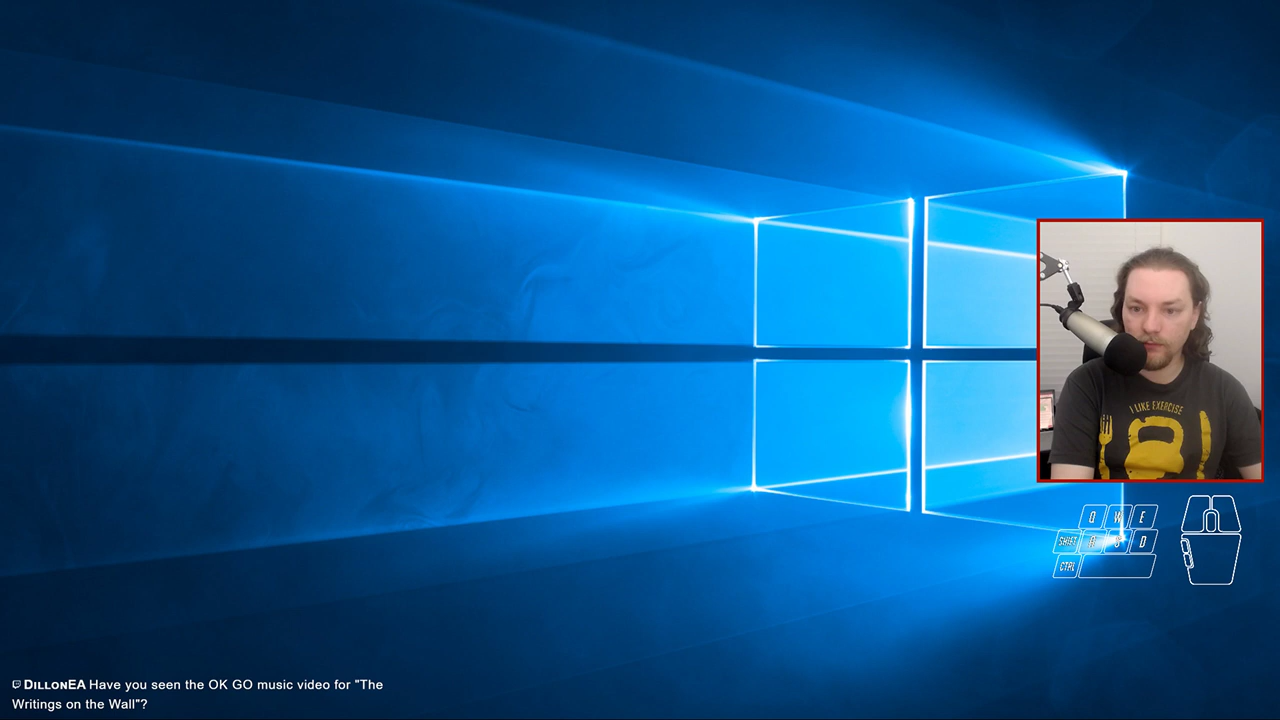 I LIKE EXERCISE
Q W E
SHIFT A S D
CTRL
DILLONEA Have you seen the OK GO music video for "The
Writings on the Wall"?